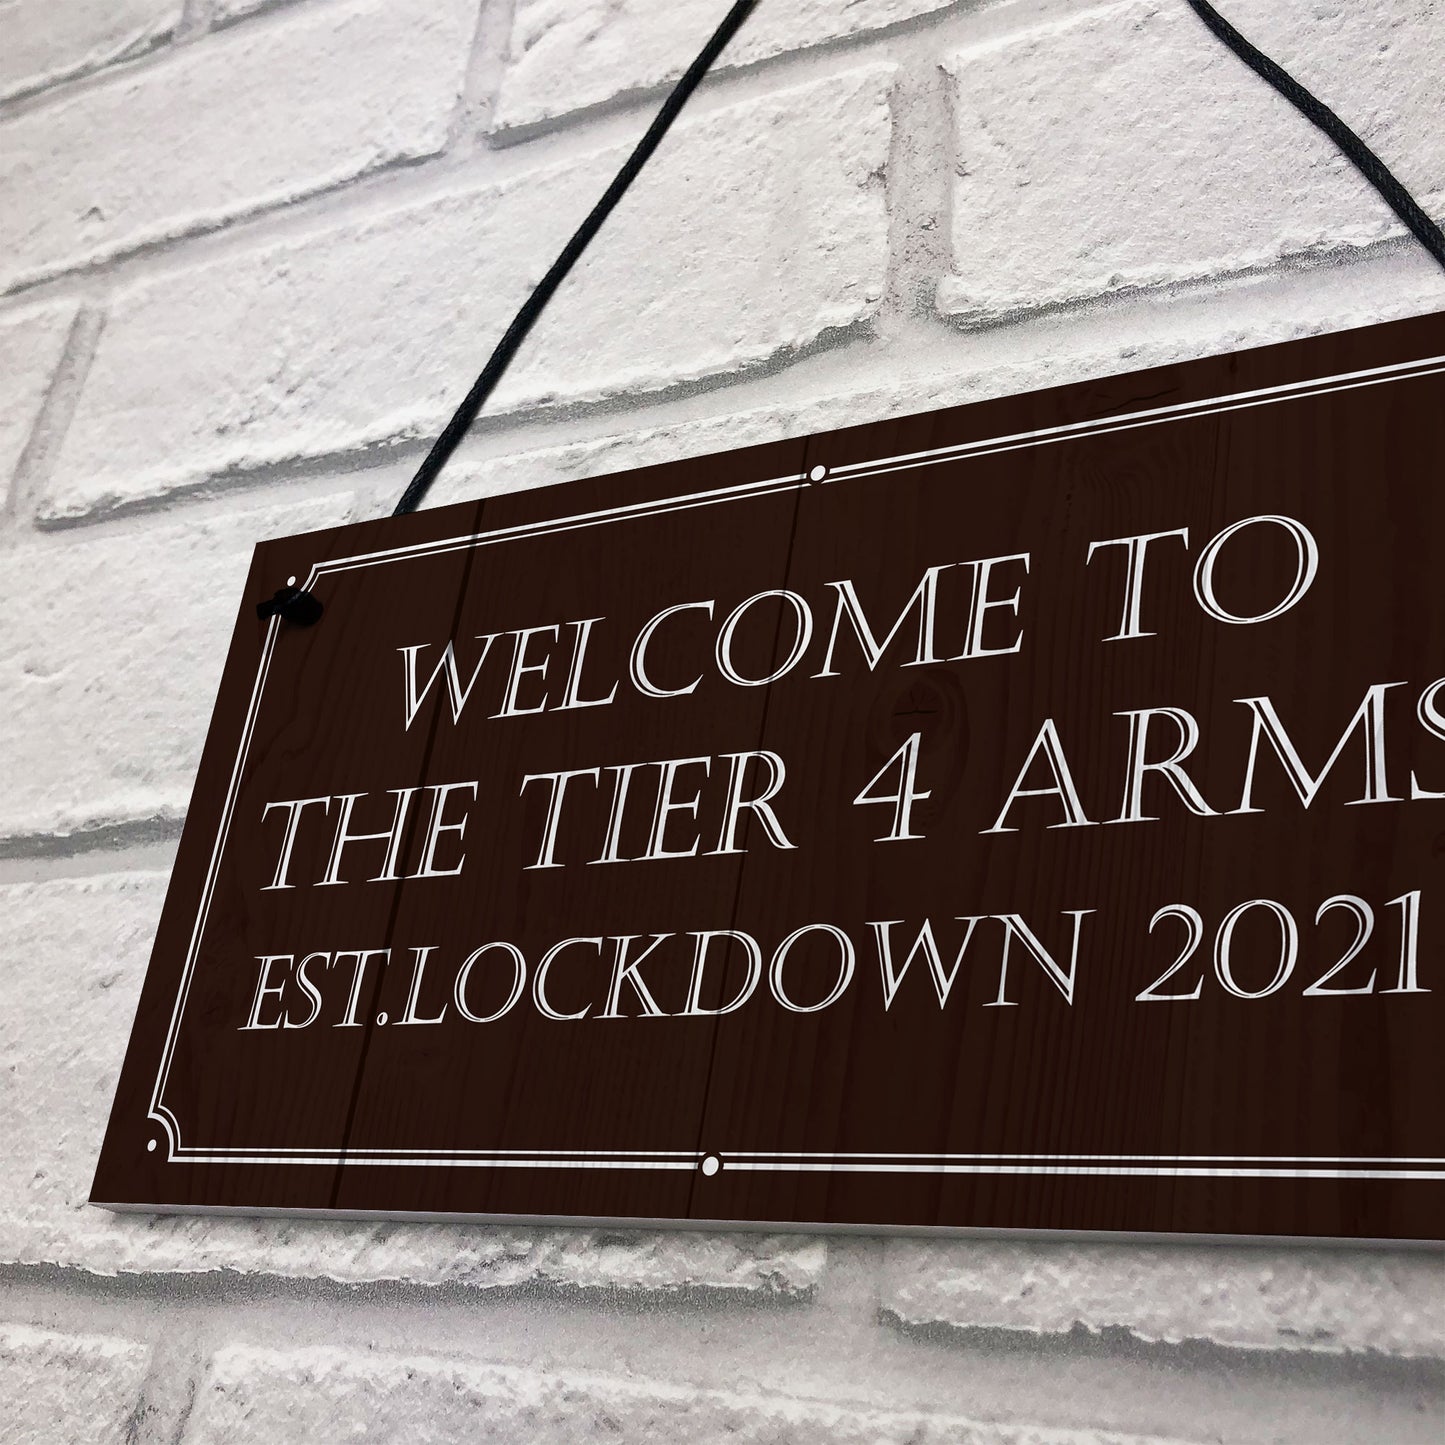 WELCOME TO
THE TIER 4 ARMS
EST.LOCKDOWN 2021